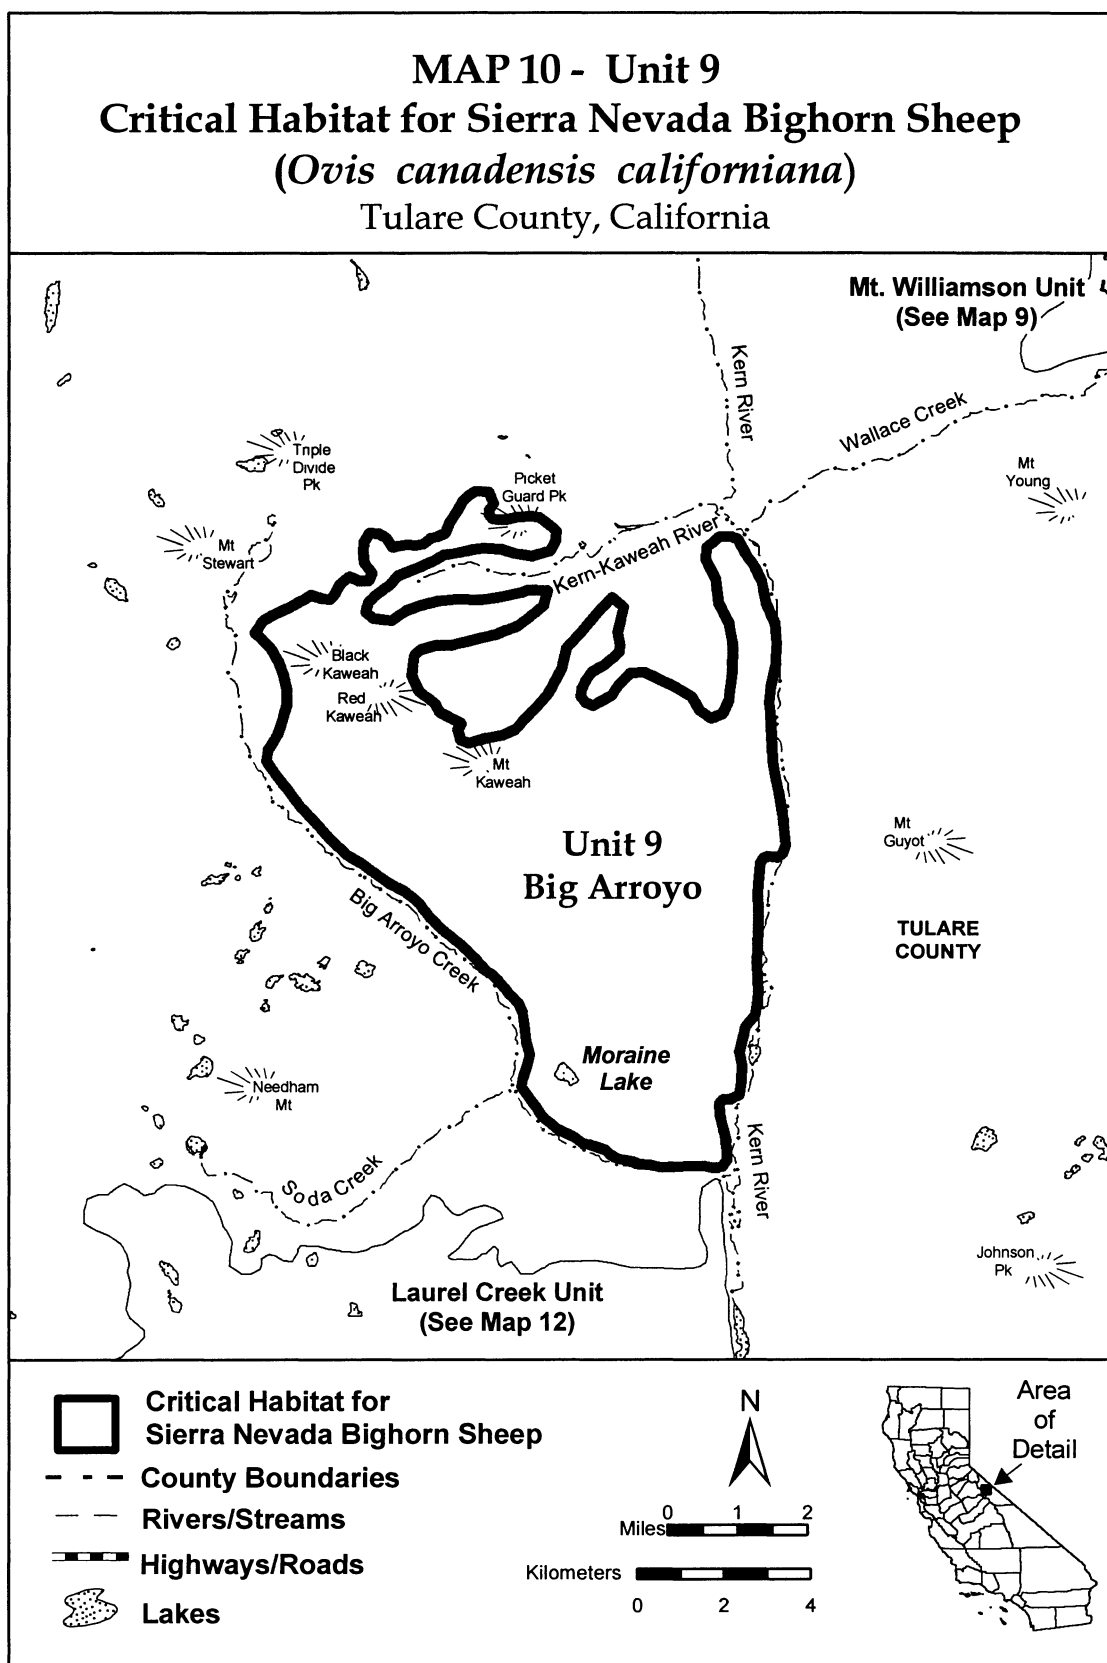 MAP 10 - Unit 9
Critical Habitat for Sierra Nevada Bighorn Sheep
(Ovis canadensis californiana)
Tulare County, California
Mt. Williamson Unit
(See Map 9)
Kern River
Wallace Creek
Triple
Divide
Pk
Picket
Guard Pk
Mt
Young
Mt
Stewart
Kern-Kaweah River
Black
Kaweah
Red
Kaweah
Mt
Kaweah
Unit 9
Big Arroyo
Mt
Guyot
Big Arroyo Creek
TULARE
COUNTY
Moraine
Lake
Needham
Mt
Soda Creek
Kern River
Johnson
Pk
Laurel Creek Unit
(See Map 12)
Critical Habitat for
Sierra Nevada Bighorn Sheep
County Boundaries
Rivers/Streams
Highways/Roads
Lakes
N
0 1 2
Miles
Kilometers
0 2 4
Area
of
Detail